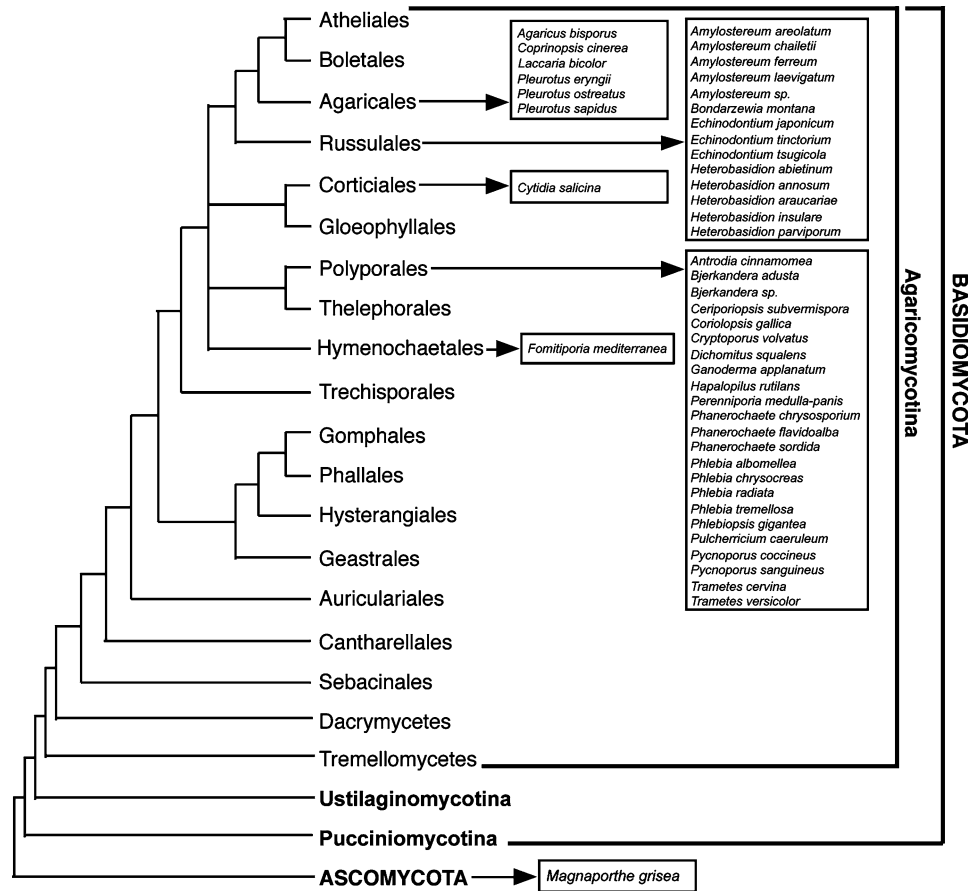 Atheliales
Boletales
Agaricales
Russulales
Corticiales
Gloeophyllales
Polyporales
Thelephorales
Hymenochaetales
Trechisporales
Gomphales
Phallales
Hysterangiales
Geastrales
Auriculariales
Cantharellales
Sebacinales
Dacrymycetes
Tremellomycetes
Ustilaginomycotina
Pucciniomycotina
ASCOMYCOTA
Agaricus bisporus
Coprinopsis cinerea
Laccaria bicolor
Pleurotus eryngii
Pleurotus ostreatus
Pleurotus sapidus
Cytidia salicina
Fomitiporia mediterranea
Magnaporthe grisea
Amylostereum areolatum
Amylostereum chailetii
Amylostereum ferreum
Amylostereum laevigatum
Amylostereum sp.
Bondarzewia montana
Echinodontium japonicum
Echinodontium tinctorium
Echinodontium tsugicola
Heterobasidion abietinum
Heterobasidion annosum
Heterobasidion araucariae
Heterobasidion insulare
Heterobasidion parviporum
Antrodia cinnamomea
Bjerkandera adusta
Bjerkandera sp.
Ceriporiopsis subvermispora
Coriolopsis gallica
Cryptoporus volvatus
Dichomitus squalens
Ganoderma applanatum
Hapalopilus rutilans
Perenniporia medulla-panis
Phanerochaete chrysosporium
Phanerochaete flavidoalba
Phanerochaete sordida
Phlebia albomellea
Phlebia chrysocreas
Phlebia radiata
Phlebia tremellosa
Phlebiopsis gigantea
Pulcherricium caeruleum
Pycnoporus coccineus
Pycnoporus sanguineus
Trametes cervina
Trametes versicolor
Agaricomycotina
BASIDIOMYCOTA